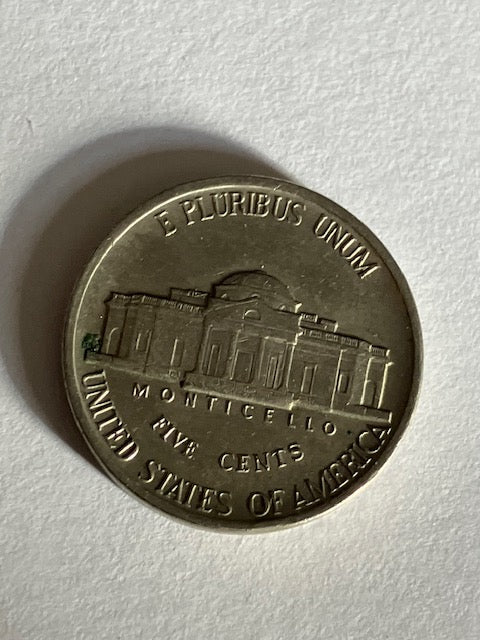 E PLURIBUS UNUM
MONTICELLO
FIVE CENTS
UNITED STATES OF AMERICA